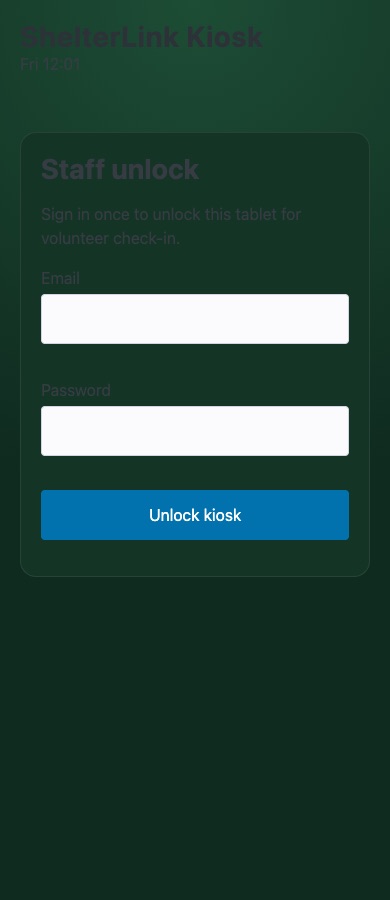 ShelterLink Kiosk
Fri 12:01
Staff unlock
Sign in once to unlock this tablet for
volunteer check-in.
Email
Password
Unlock kiosk